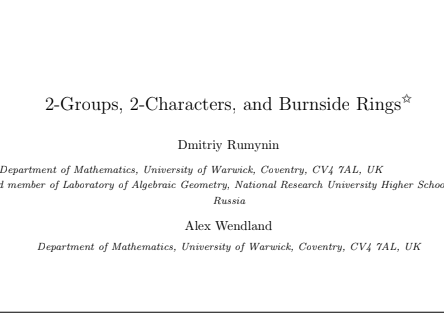 2-Groups, 2-Characters, and Burnside Rings☆
Dmitriy Rumynin
Department of Mathematics, University of Warwick, Coventry, CV4 7AL, UK
member of Laboratory of Algebraic Geometry, National Research University Higher
Russia
Alex Wendland
Department of Mathematics, University of Warwick, Coventry, CV4 7AL, UK